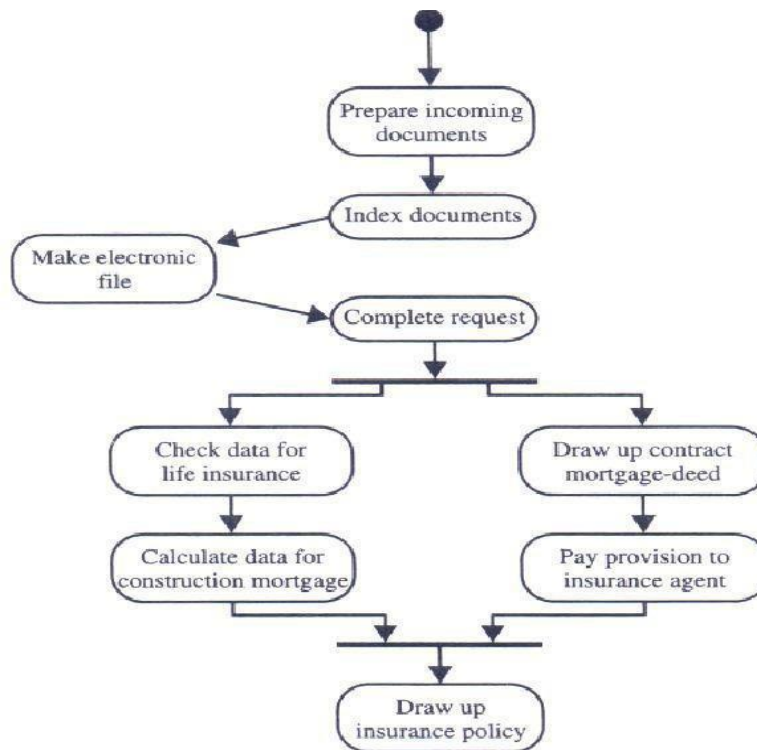 Prepare incoming
documents
Index documents
Make electronic
file
Complete request
Check data for
life insurance
Draw up contract
mortgage-deed
Calculate data for
construction mortgage
Pay provision to
insurance agent
Draw up
insurance policy